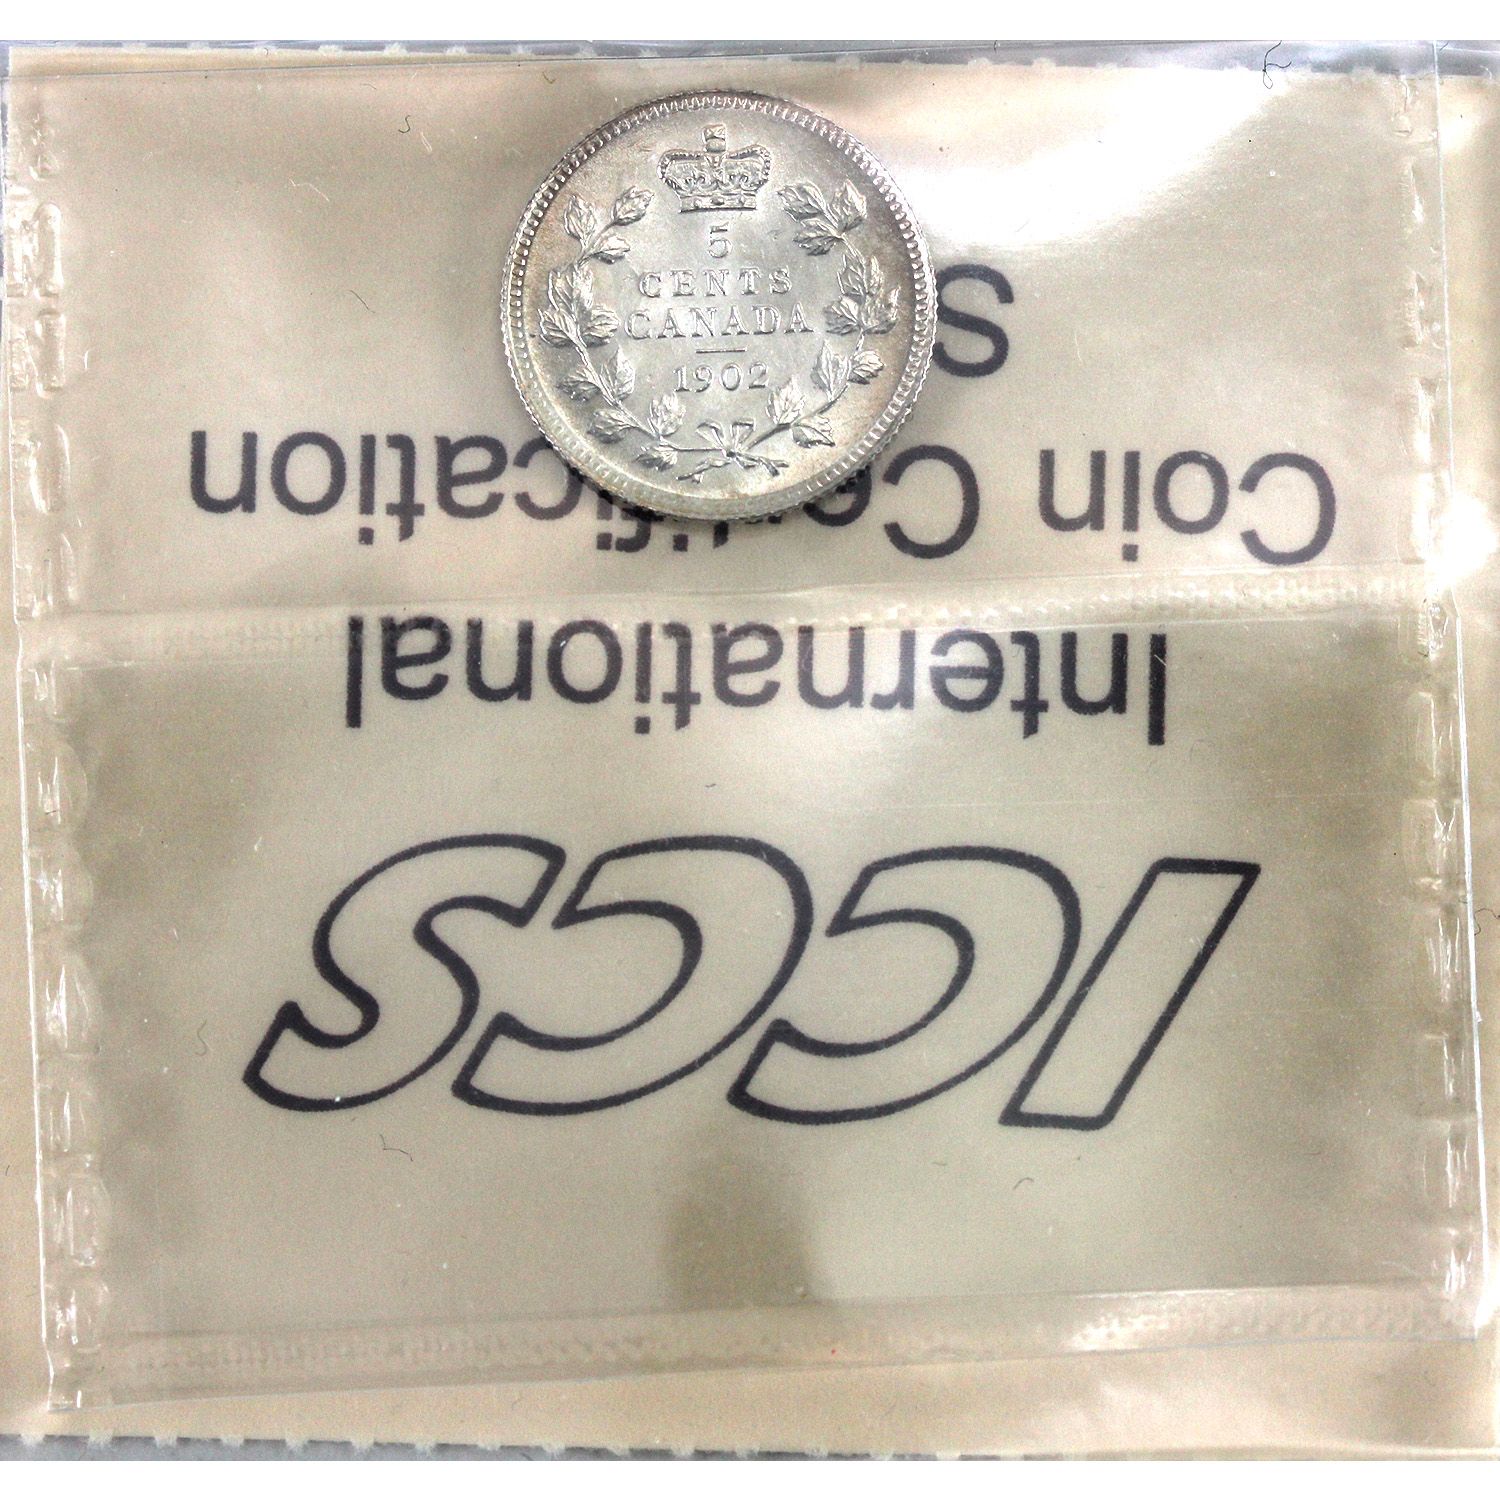 5
CENTS
CANADA
1902
ICCS
International
Coin Certification